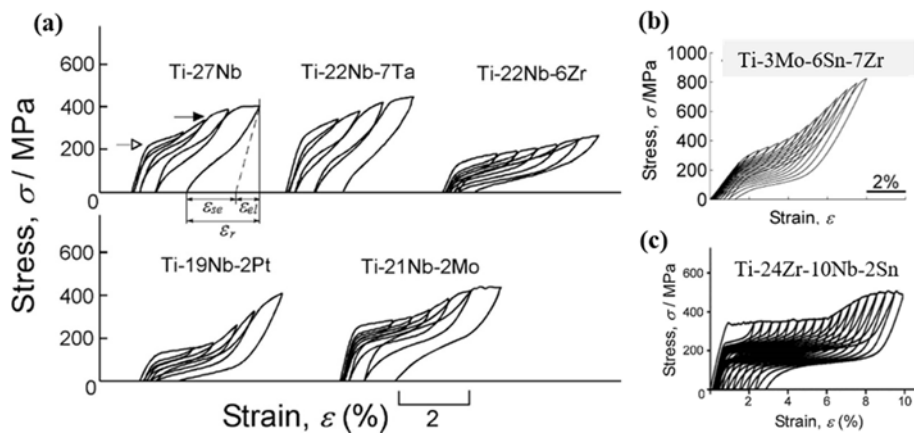 (a)
600
400
200
0
Ti-27Nb
Ti-22Nb-7Ta
Ti-22Nb-6Zr
εse
εel
εr
Stress, σ / MPa
600
400
200
0
Ti-19Nb-2Pt
Ti-21Nb-2Mo
Strain, ε (%)
2
(b)
1000
800
600
400
200
0
Ti-3Mo-6Sn-7Zr
Stress, σ /MPa
2%
Strain, ε
(c)
600
400
200
0
Ti-24Zr-10Nb-2Sn
Stress, σ / MPa
2 4 6 8 10
Strain, ε (%)